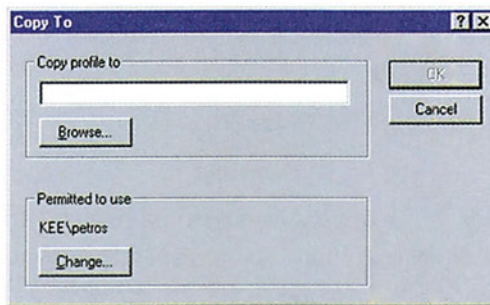 Copy To
Copy profile to
OK
Browse...
Cancel
Permitted to use
KEE\petros
Change...